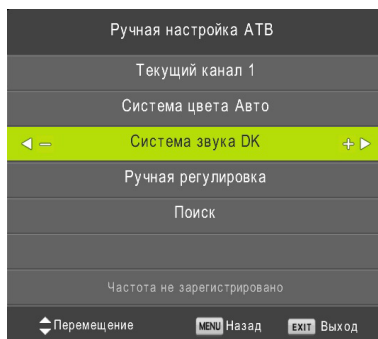 Ручная настройка АТВ
Текущий канал 1
Система цвета Авто
Система звука DK
Ручная регулировка
Поиск
Частота не зарегистрировано
Перемещение MENU Назад EXIT Выход